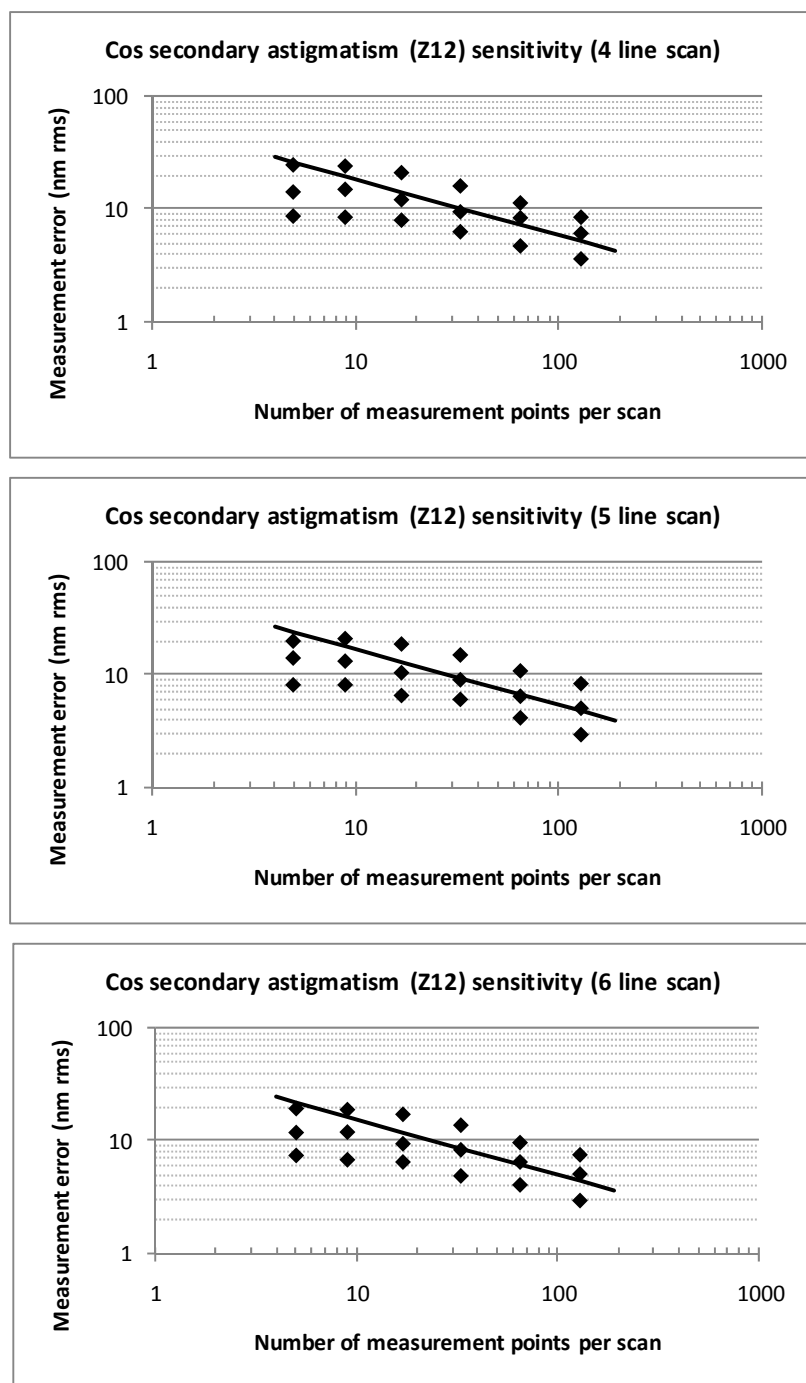 Cos secondary astigmatism (Z12) sensitivity (4 line scan)
Measurement error (nm rms)
100
10
1
1
10
100
1000
Number of measurement points per scan
Cos secondary astigmatism (Z12) sensitivity (5 line scan)
Measurement error (nm rms)
100
10
1
1
10
100
1000
Number of measurement points per scan
Cos secondary astigmatism (Z12) sensitivity (6 line scan)
Measurement error (nm rms)
100
10
1
1
10
100
1000
Number of measurement points per scan